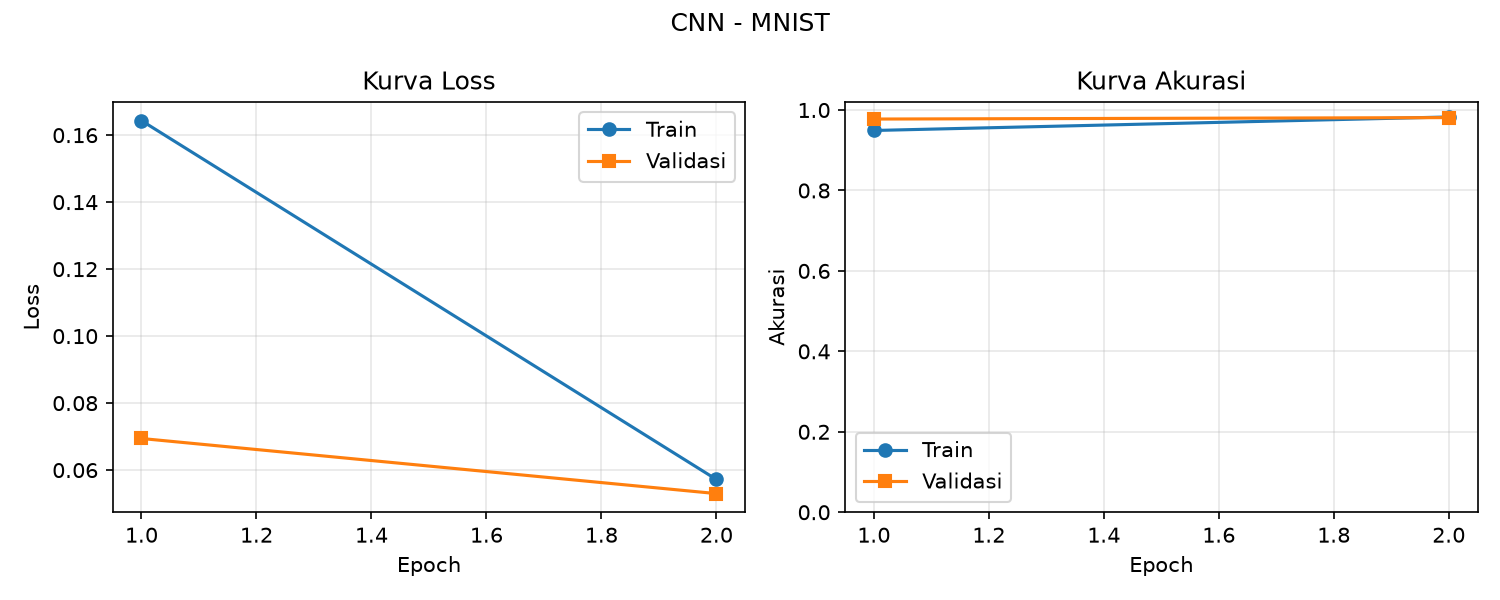 CNN - MNIST
Kurva Loss
Loss
0.16
0.14
0.12
0.10
0.08
0.06
1.0 1.2 1.4 1.6 1.8 2.0
Epoch
Train
Validasi
Kurva Akurasi
Akurasi
1.0
0.8
0.6
0.4
0.2
0.0
1.0 1.2 1.4 1.6 1.8 2.0
Epoch
Train
Validasi